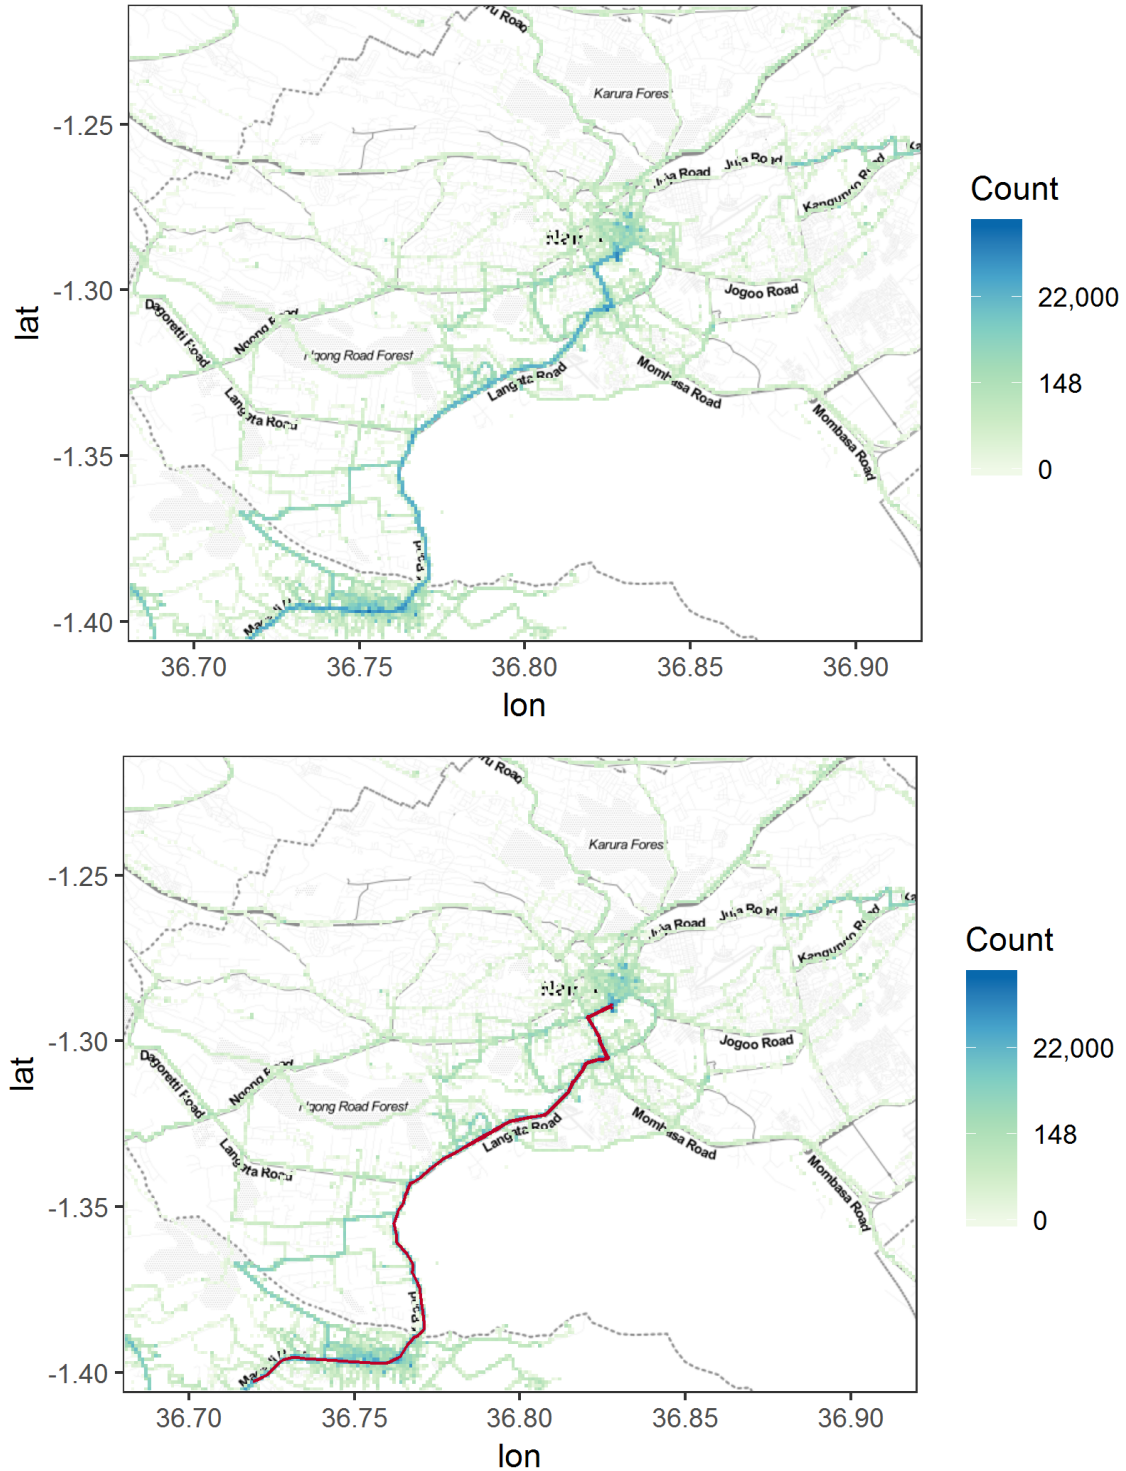 Karura Fores
Juja Road
Kangundo Road
Jogoo Road
Dagoretti Road
Ngong Road
Ngong Road Forest
Langata Road
Mombasa Road
Langata Road
Mombasa Road
-1.25
-1.30
-1.35
-1.40
lat
36.70
36.75
36.80
36.85
36.90
lon
Count
22,000
148
0
Karura Fores
Juja Road
Kangundo Road
Jogoo Road
Dagoretti Road
Ngong Road
Ngong Road Forest
Langata Road
Mombasa Road
Langata Road
Mombasa Road
-1.25
-1.30
-1.35
-1.40
lat
36.70
36.75
36.80
36.85
36.90
lon
Count
22,000
148
0